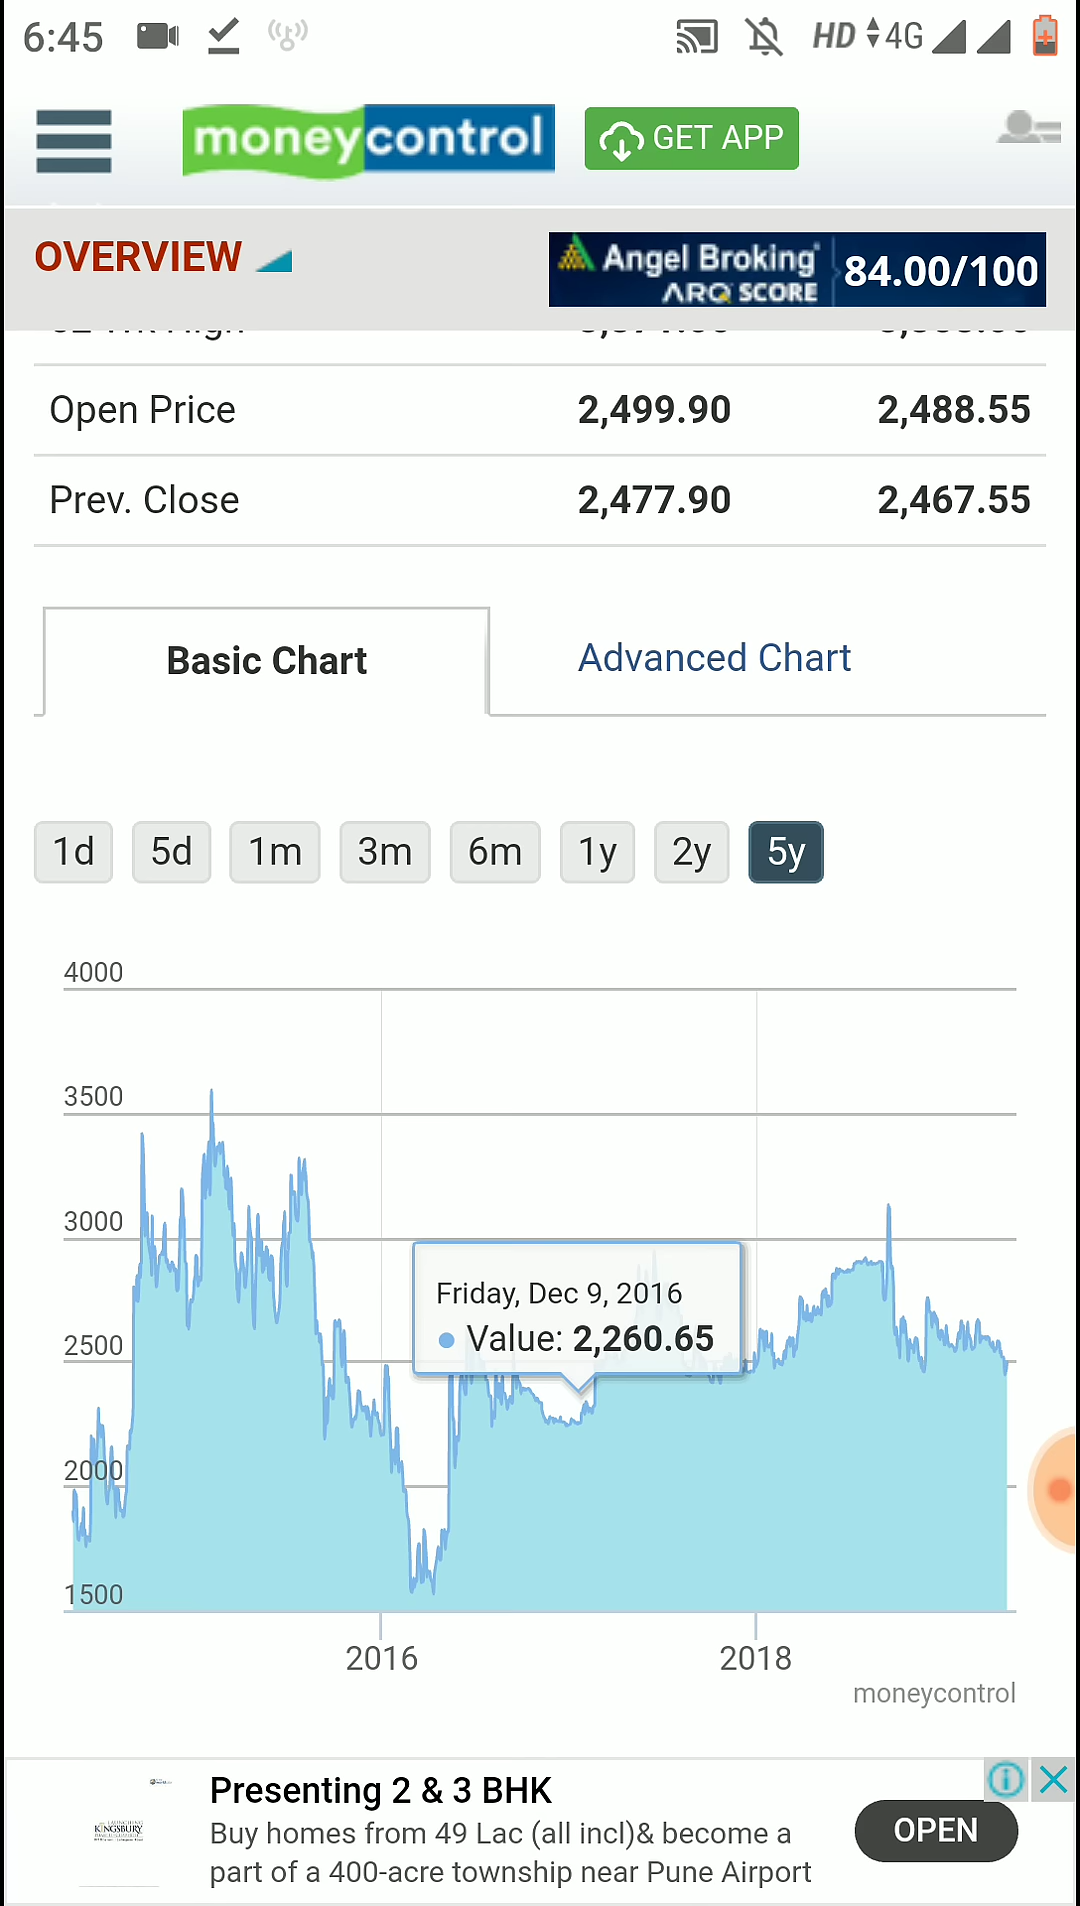 6:45 HD 4G
moneycontrol GET APP
OVERVIEW Angel Broking 84.00/100
ARQ SCORE
Open Price 2,499.90 2,488.55
Prev. Close 2,477.90 2,467.55
Basic Chart Advanced Chart
1d 5d 1m 3m 6m 1y 2y 5y
4000
3500
3000
Friday, Dec 9, 2016
Value: 2,260.65
2500
2000
1500
2016 2018
moneycontrol
Presenting 2 & 3 BHK
Buy homes from 49 Lac (all incl)& become a
part of a 400-acre township near Pune Airport
KINGSBURY
OPEN